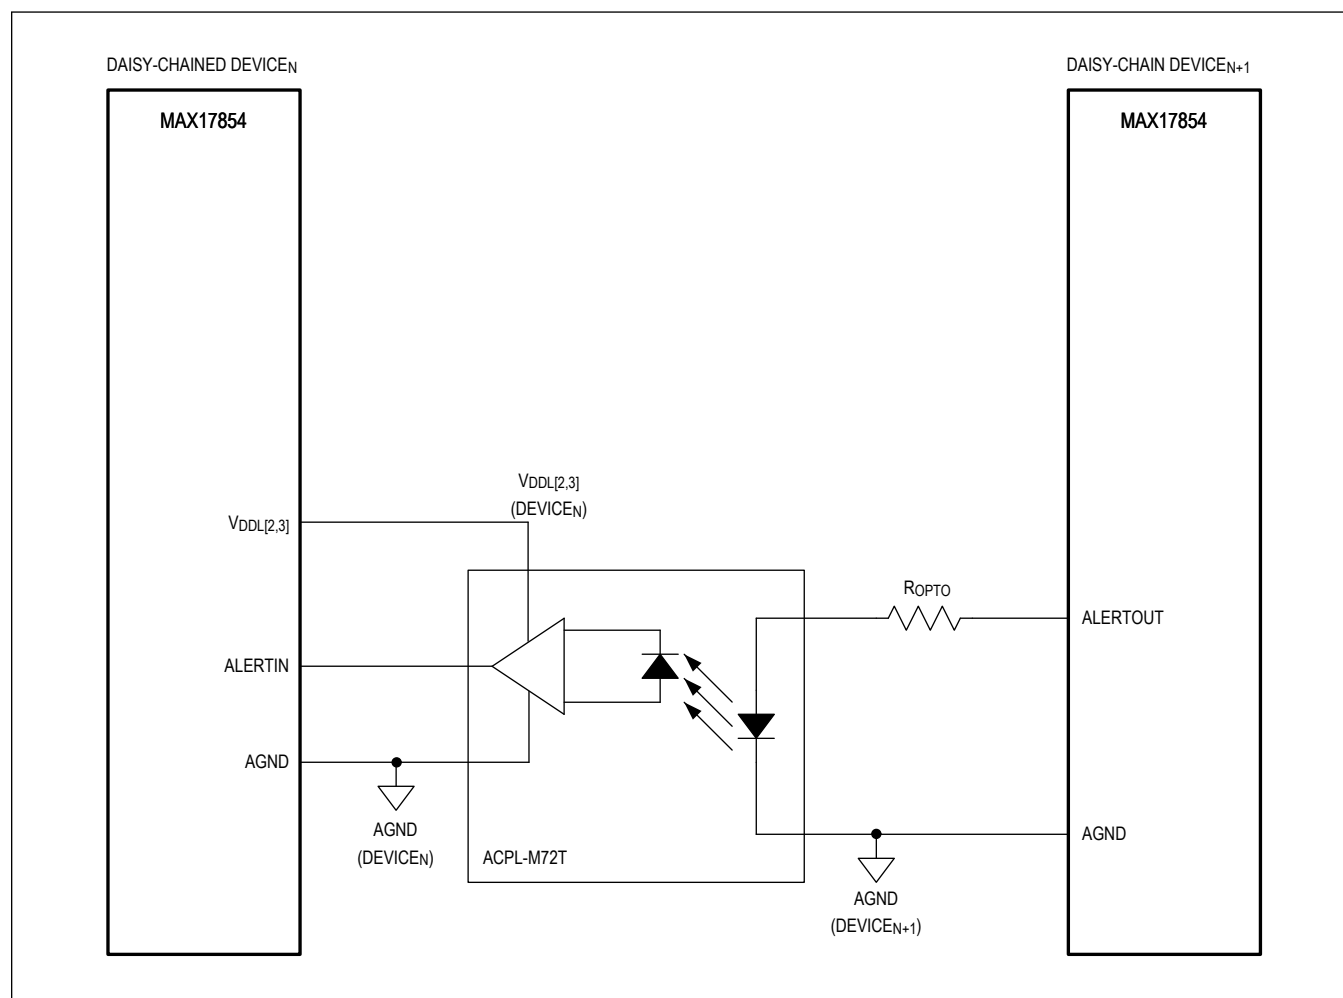 DAISY-CHAINED DEVICEN
DAISY-CHAIN DEVICEN+1
MAX17854
MAX17854
VDDL[2,3]
(DEVICEN)
VDDL[2,3]
ROPTO
ALERTOUT
ALERTIN
AGND
AGND
(DEVICEN)
ACPL-M72T
AGND
AGND
(DEVICEN+1)